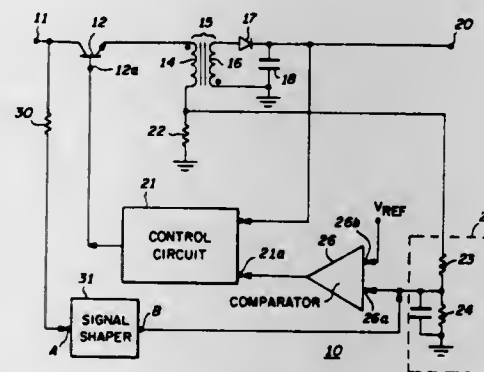 11
12
12a
15
14
16
17
18
20
30
22
21
CONTROL
CIRCUIT
21a
26
26b
VREF
COMPARATOR
26a
2
23
24
31
SIGNAL
SHAPER
A
B
10